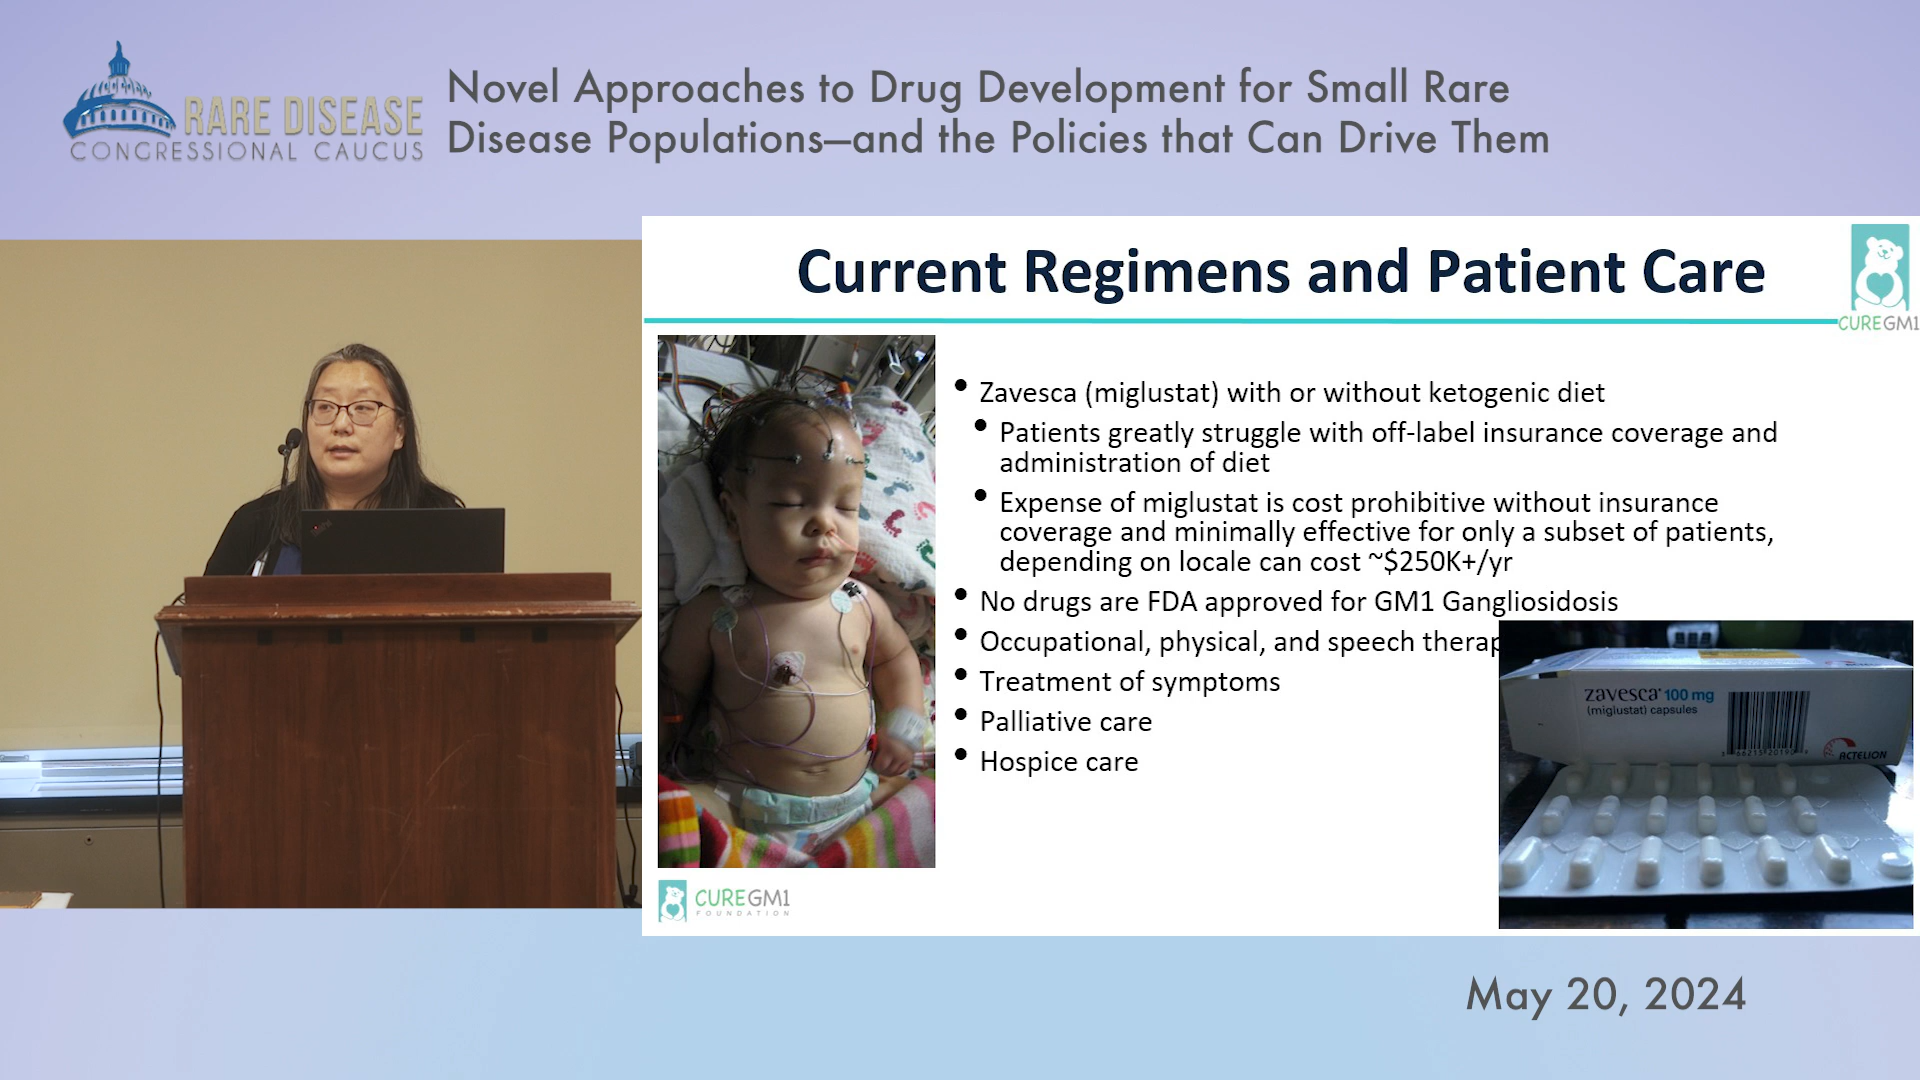 RARE DISEASE
CONGRESSIONAL CAUCUS
Novel Approaches to Drug Development for Small Rare
Disease Populations—and the Policies that Can Drive Them
Current Regimens and Patient Care
CUREGM1
• Zavesca (miglustat) with or without ketogenic diet
• Patients greatly struggle with off-label insurance coverage and
administration of diet
• Expense of miglustat is cost prohibitive without insurance
coverage and minimally effective for only a subset of patients,
depending on locale can cost ~$250K+/yr
• No drugs are FDA approved for GM1 Gangliosidosis
• Occupational, physical, and speech therap
• Treatment of symptoms
• Palliative care
• Hospice care
zavesca® 100 mg
(miglustat) capsules
ACTELION
CUREGM1
FOUNDATION
May 20, 2024